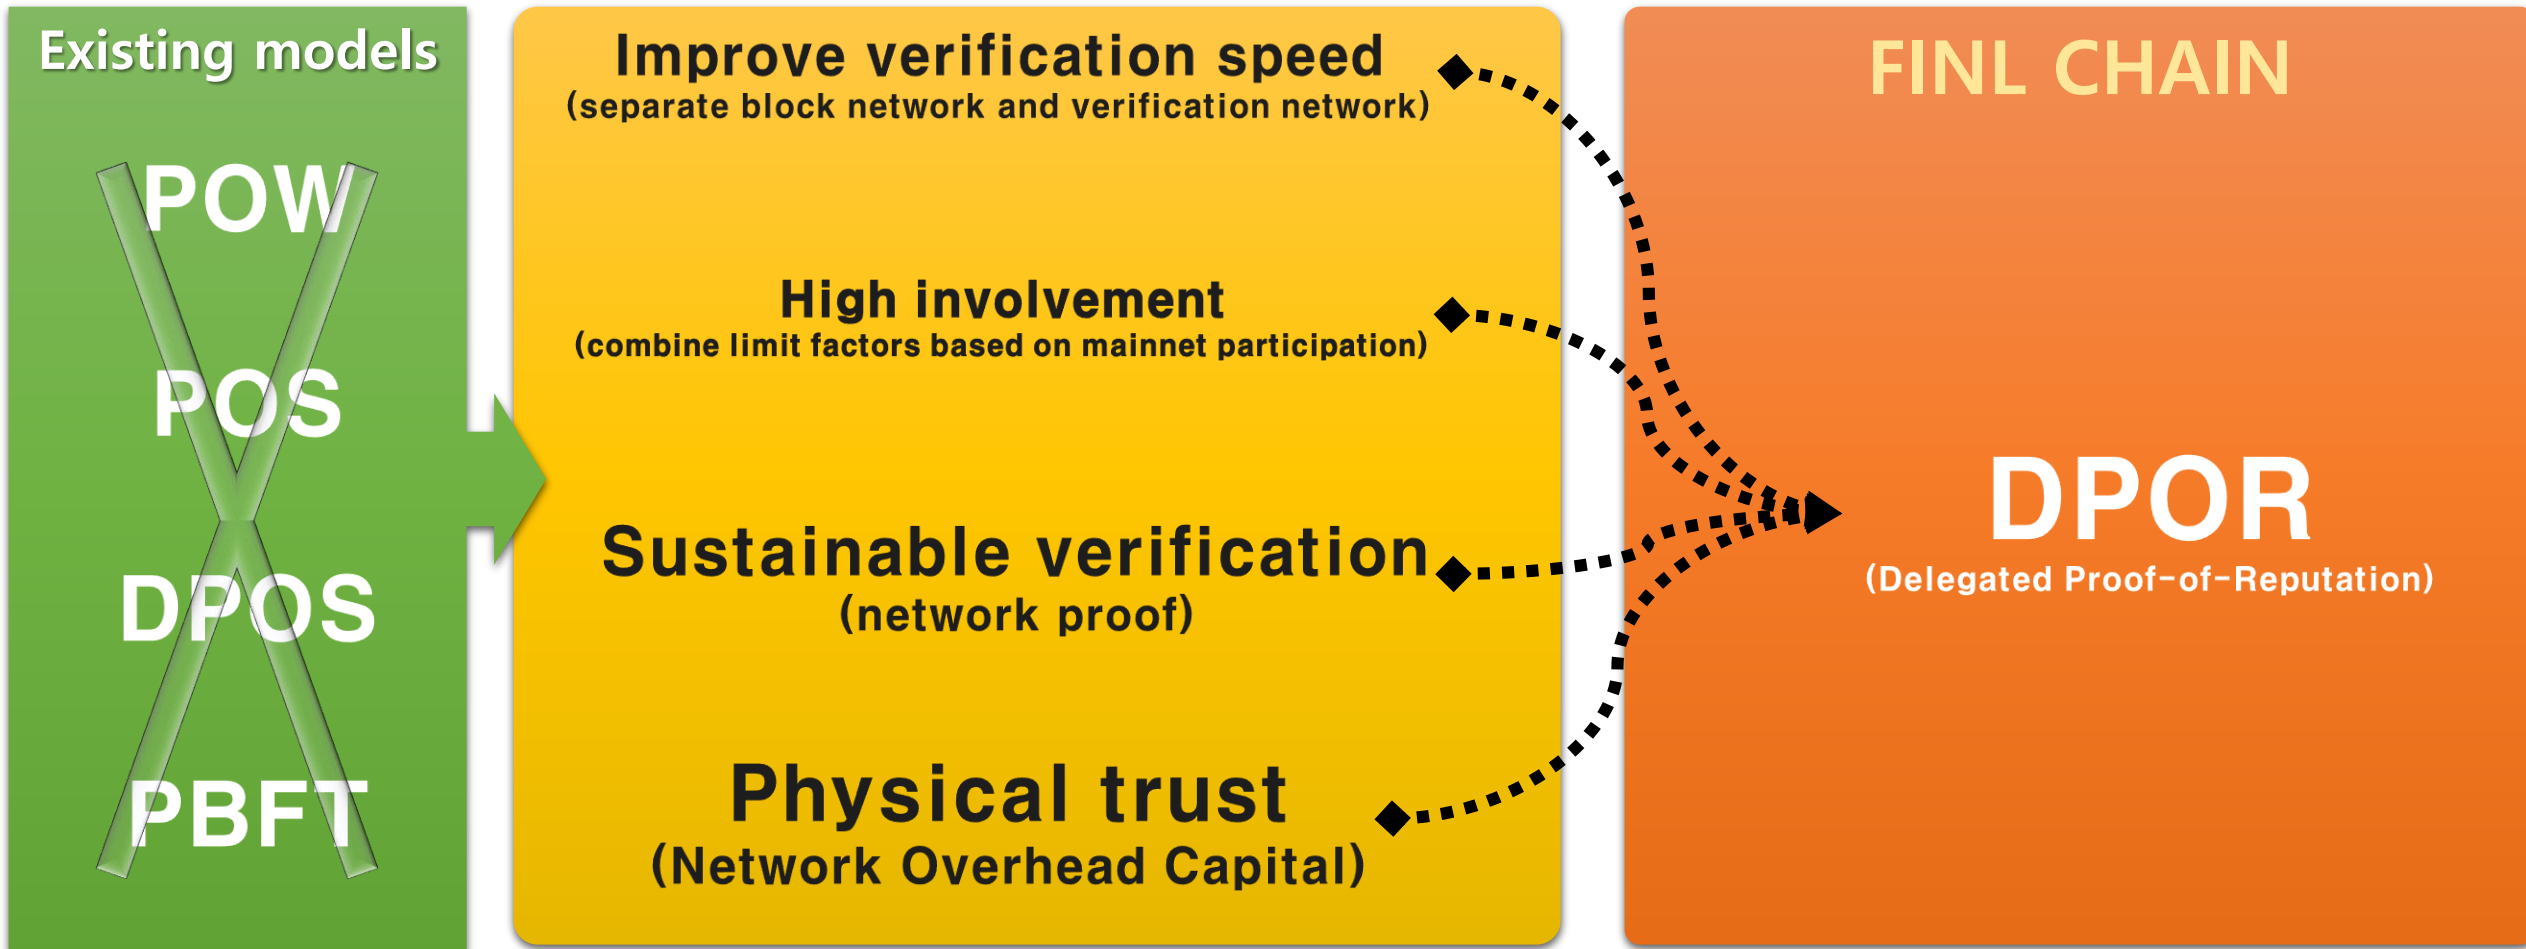 Existing models
POW
POS
DPOS
PBFT
Improve verification speed
(separate block network and verification network)
High involvement
(combine limit factors based on mainnet participation)
Sustainable verification
(network proof)
Physical trust
(Network Overhead Capital)
FINL CHAIN
DPOR
(Delegated Proof-of-Reputation)